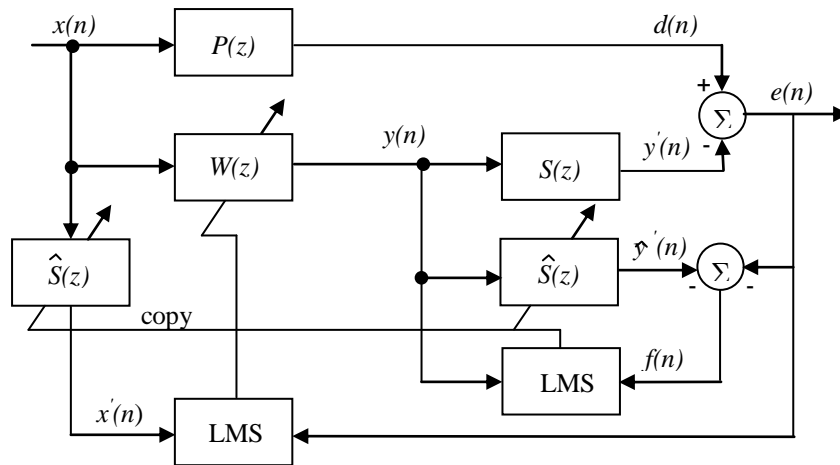 x(n)
P(z)
d(n)
+
Σ
e(n)
-
W(z)
y(n)
S(z)
y'(n)
Ŝ(z)
Ŝ(z)
ŷ'(n)
Σ
-
-
copy
LMS
f(n)
x'(n)
LMS